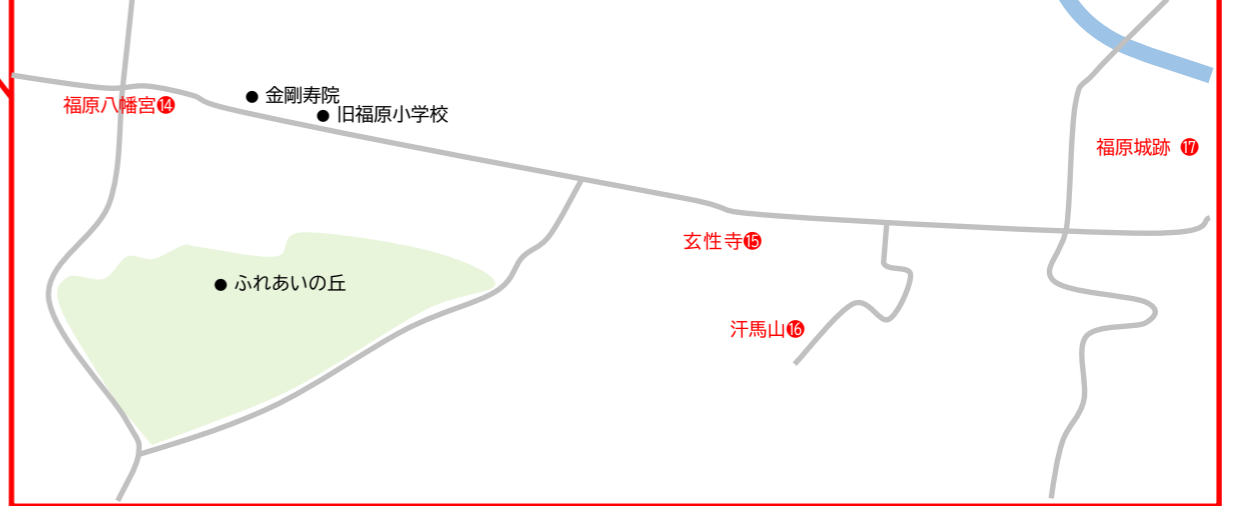 金剛寿院
福原八幡宮⓮
旧福原小学校
福原城跡 ⓱
玄性寺⓯
ふれあいの丘
汗馬山⓰